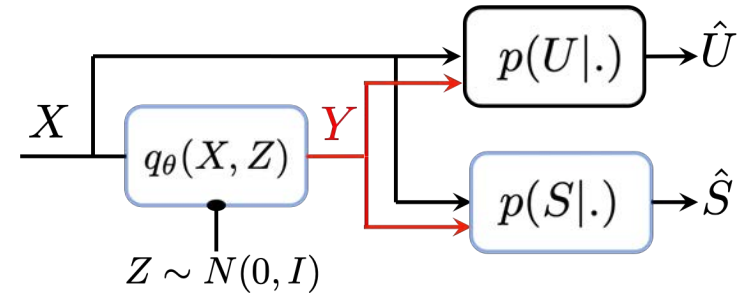 p(U|.)
Û
X
q_θ(X, Z)
Y
p(S|.)
Ŝ
Z ∼ N(0, I)